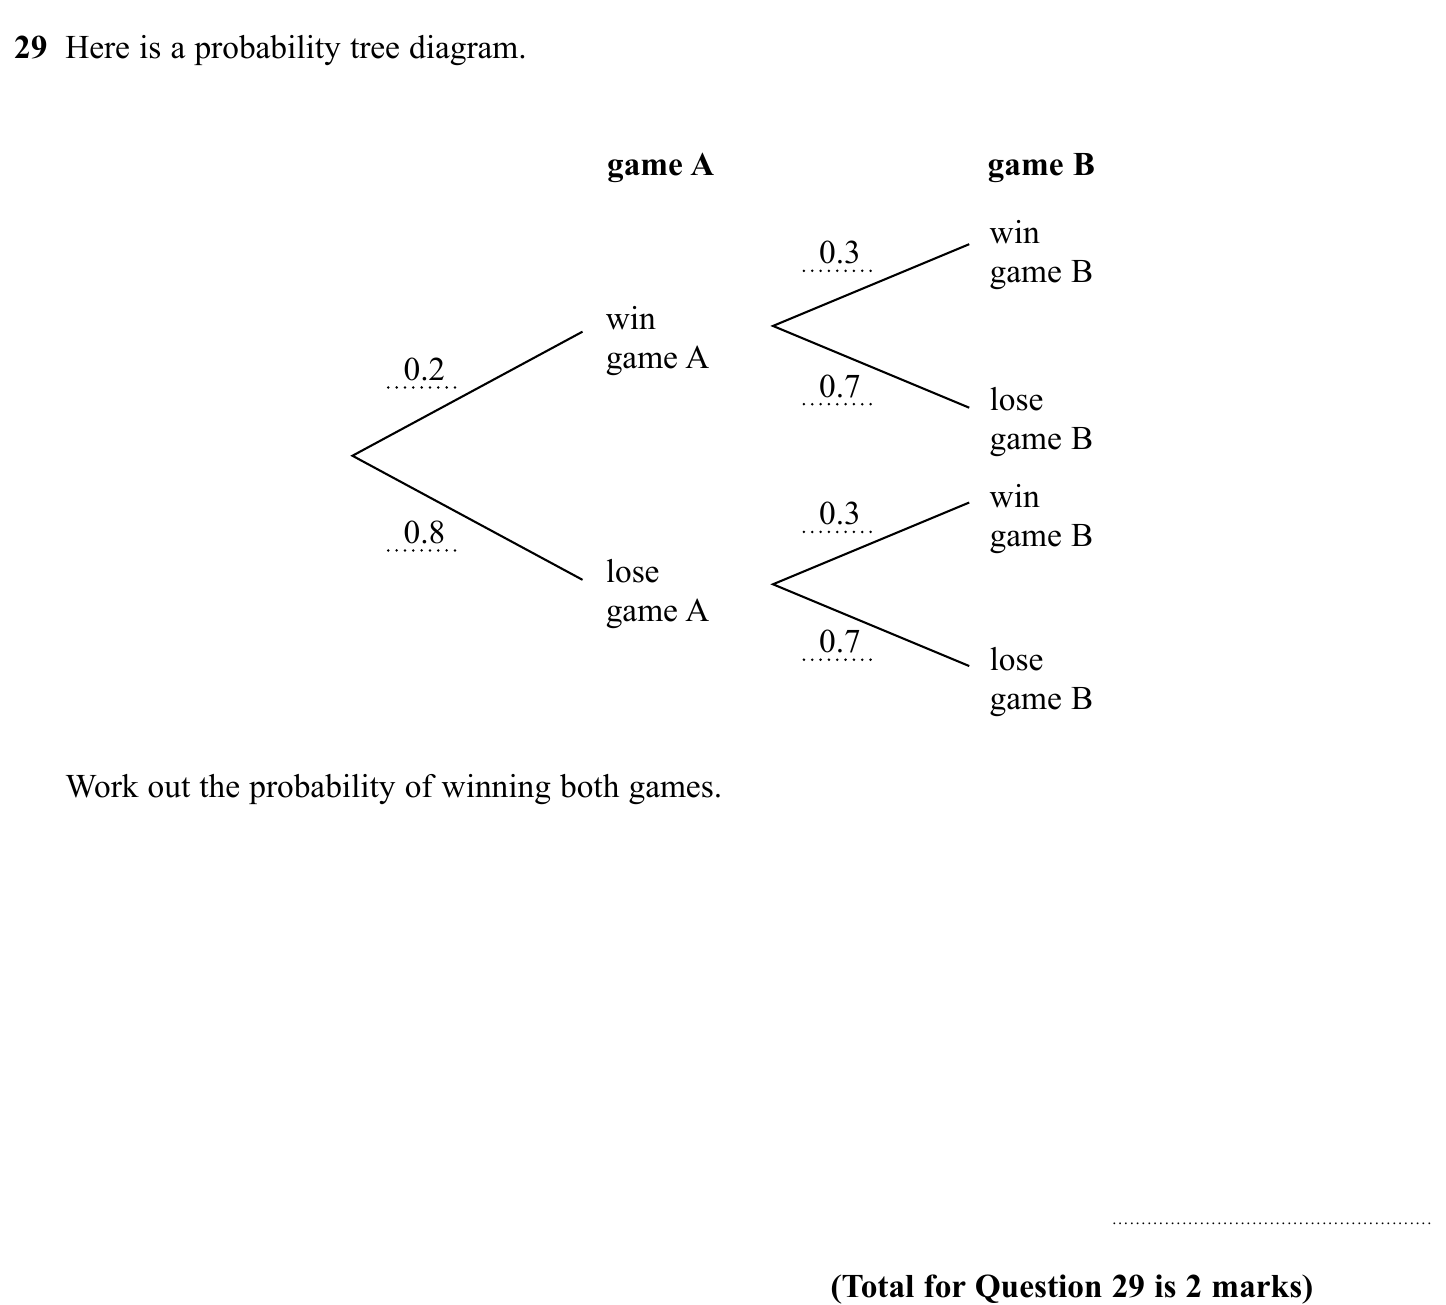 29 Here is a probability tree diagram.
game A game B
win
game B
0.3
win
game A
0.2
0.7
lose
game B
win
game B
0.3
0.8
lose
game A
0.7
lose
game B
Work out the probability of winning both games.
(Total for Question 29 is 2 marks)